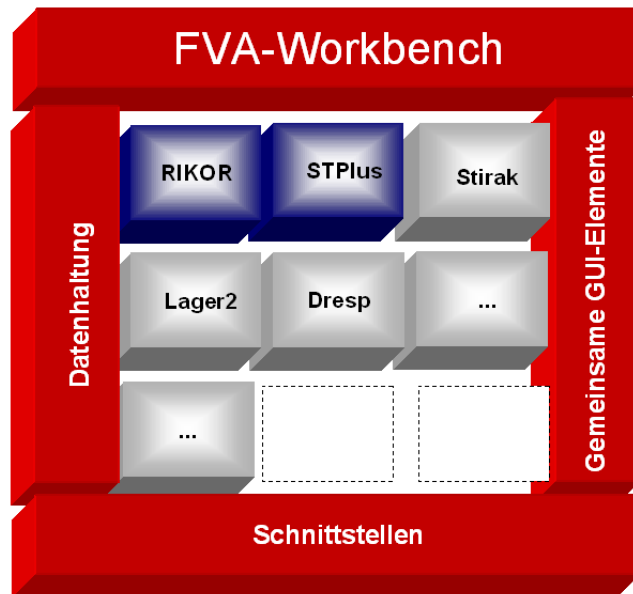 FVA-Workbench
Datenhaltung
RIKOR
STPlus
Stirak
Lager2
Dresp
...
...
Gemeinsame GUI-Elemente
Schnittstellen